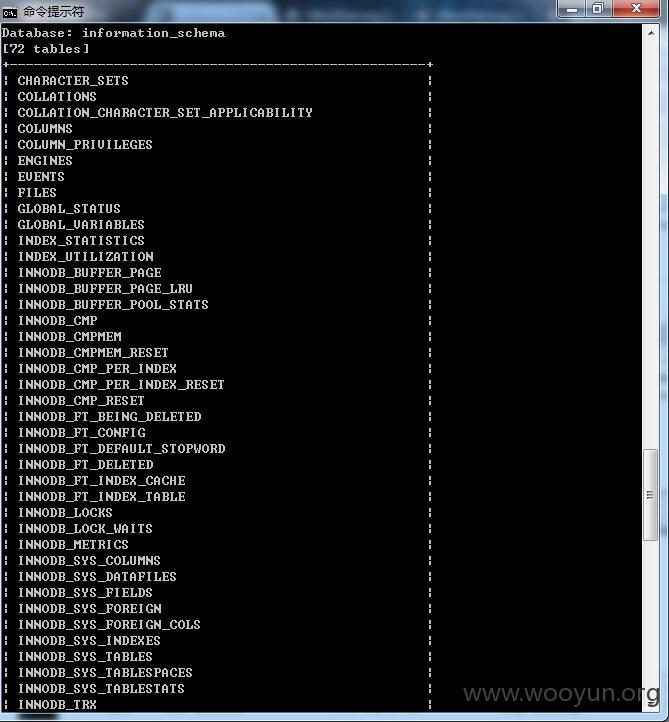 命令提示符
Database: information_schema
[72 tables]
CHARACTER_SETS
COLLATIONS
COLLATION_CHARACTER_SET_APPLICABILITY
COLUMNS
COLUMN_PRIVILEGES
ENGINES
EVENTS
FILES
GLOBAL_STATUS
GLOBAL_VARIABLES
INDEX_STATISTICS
INDEX_UTILIZATION
INNODB_BUFFER_PAGE
INNODB_BUFFER_PAGE_LRU
INNODB_BUFFER_POOL_STATS
INNODB_CMP
INNODB_CMPMEM
INNODB_CMPMEM_RESET
INNODB_CMP_PER_INDEX
INNODB_CMP_PER_INDEX_RESET
INNODB_CMP_RESET
INNODB_FT_BEING_DELETED
INNODB_FT_CONFIG
INNODB_FT_DEFAULT_STOPWORD
INNODB_FT_DELETED
INNODB_FT_INDEX_CACHE
INNODB_FT_INDEX_TABLE
INNODB_LOCKS
INNODB_LOCK_WAITS
INNODB_METRICS
INNODB_SYS_COLUMNS
INNODB_SYS_DATAFILES
INNODB_SYS_FIELDS
INNODB_SYS_FOREIGN
INNODB_SYS_FOREIGN_COLS
INNODB_SYS_INDEXES
INNODB_SYS_TABLES
INNODB_SYS_TABLESPACES
INNODB_SYS_TABLESTATS
INNODB_TRX
www.wooyun.org